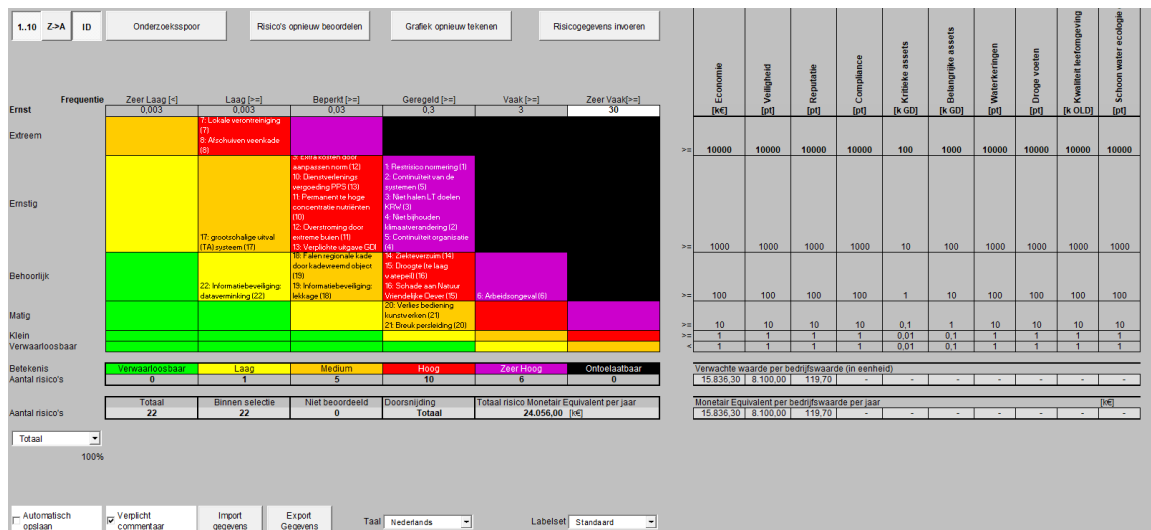 1..10 Z->A ID Onderzoeksspoor Risico's opnieuw beoordelen Grafiek opnieuw tekenen Risicogegevens invoeren
Economie [k€]
Veiligheid [pt]
Reputatie [pt]
Compliance [pt]
Kritieke assets [k GD]
Belangrijke assets [k GD]
Waterkeringen [pt]
Droge voeten [pt]
Kwaliteit leefomgeving [k OLD]
Schoon water ecologie [pt]
Frequentie Zeer Laag [<] Laag [>=] Beperkt [>=] Geregeld [>=] Vaak [>=] Zeer Vaak[>=]
Ernst 0,003 0,003 0,03 0,3 3 30
Extreem
7: Lokale verontreiniging
(7)
8: Afschuiven veenkade
(8)
>= 10000 10000 10000 10000 100 1000 10000 10000 10000 10000
Ernstig
17: grootschalige uitval
(TA) systeem (17)
9: Extra kosten door
aanpassen norm (12)
10: Dienstverlenings
vergoeding PPS (13)
11: Permanent te hoge
concentratie nutriënten
(10)
12: Overstroming door
extreme buien (11)
13: Verplichte uitgave GDI
1: Restrisico normering (1)
2: Continuïteit van de
systemen (5)
3: Niet halen LT doelen
KRW (3)
4: Niet bijhouden
klimaatverandering (2)
5: Continuïteit organisatie
(4)
>= 1000 1000 1000 1000 10 100 1000 1000 1000 1000
Behoorlijk
22: Informatiebeveiliging:
dataverminking (22)
18: Falen regionale kade
door kadevreemd object
(19)
19: Informatiebeveiliging:
lekkage (18)
14: Ziekteverzuim (14)
15: Droogte (te laag
waterpeil) (16)
16: Schade aan Natuur
Vriendelijke Oever (15)
6: Arbeidsongeval (6)
>= 100 100 100 100 1 10 100 100 100 100
Matig
20: Verlies bediening
kunstwerken (21)
21: Breuk persleiding (20)
>= 10 10 10 10 0,1 1 10 10 10 10
Klein >= 1 1 1 1 0,01 0,1 1 1 1 1
Verwaarloosbaar < 1 1 1 1 0,01 0,1 1 1 1 1
Betekenis Verwaarloosbaar Laag Medium Hoog Zeer Hoog Ontoelaatbaar
Aantal risico's 0 1 5 10 6 0
Verwachte waarde per bedrijfswaarde (in eenheid)
15.836,30 8.100,00 119,70 - - - - - - -
Totaal Binnen selectie Niet beoordeeld Doorsnijding Totaal risico Monetair Equivalent per jaar
Aantal risico's 22 22 0 Totaal 24.056,00 [k€]
Monetair Equivalent per bedrijfswaarde per jaar [k€]
15.836,30 8.100,00 119,70 - - - - - - -
Totaal
100%
Automatisch
opslaan
Verplicht
commentaar
Import
gegevens
Export
Gegevens
Taal Nederlands Labelset Standaard